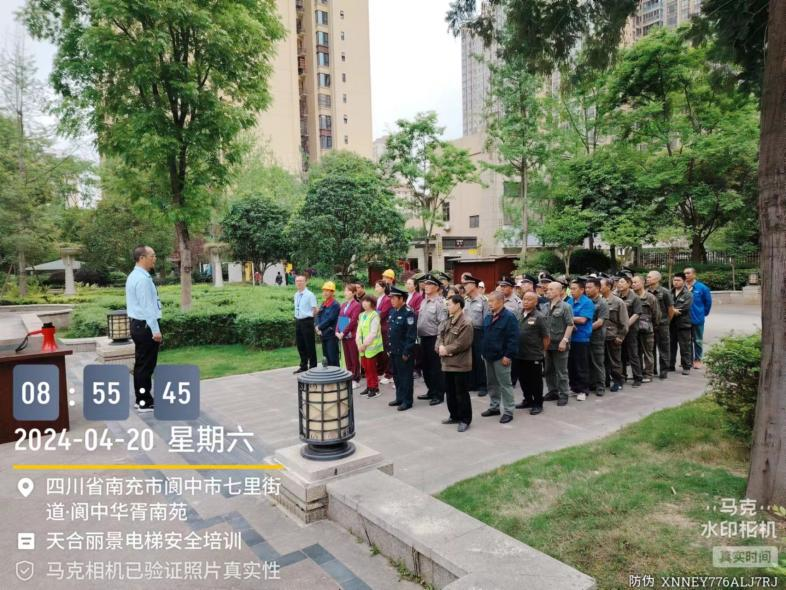 08:55:45
2024-04-20 星期六
四川省南充市阆中市七里街
道·阆中华胥南苑
天合丽景电梯安全培训
马克相机已验证照片真实性
马克
水印相机
真实时间
防伪 XNNEY776ALJ7RJ